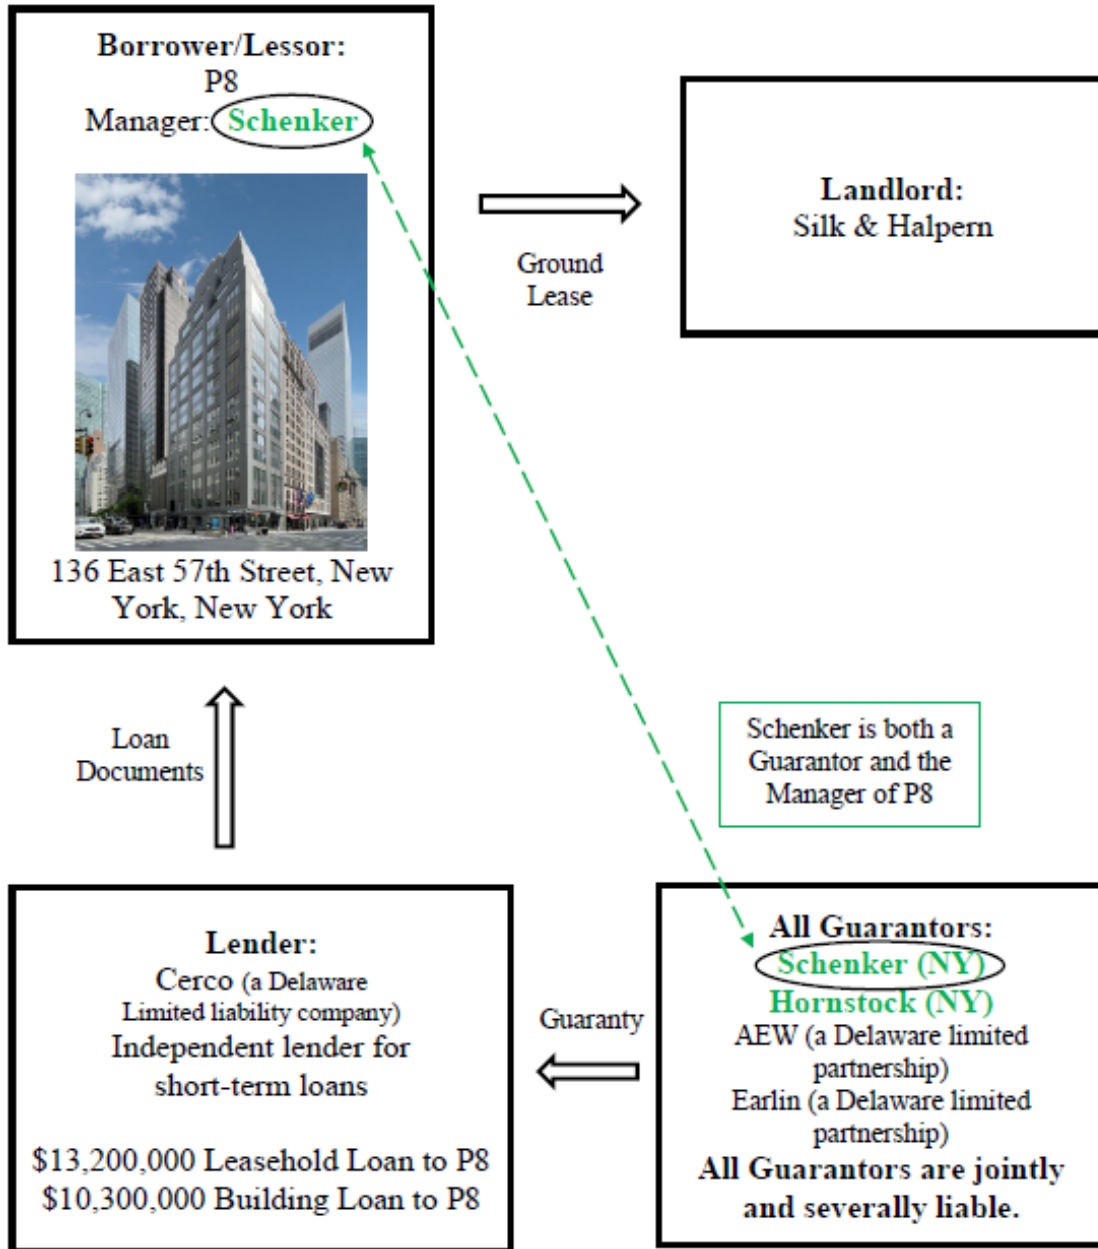 Borrower/Lessor:
P8
Manager: Schenker
136 East 57th Street, New
York, New York
Ground
Lease
Landlord:
Silk & Halpern
Loan
Documents
Schenker is both a
Guarantor and the
Manager of P8
Lender:
Cerco (a Delaware
Limited liability company)
Independent lender for
short-term loans
$13,200,000 Leasehold Loan to P8
$10,300,000 Building Loan to P8
Guaranty
All Guarantors:
Schenker (NY)
Hornstock (NY)
AEW (a Delaware limited
partnership)
Earlin (a Delaware limited
partnership)
All Guarantors are jointly
and severally liable.